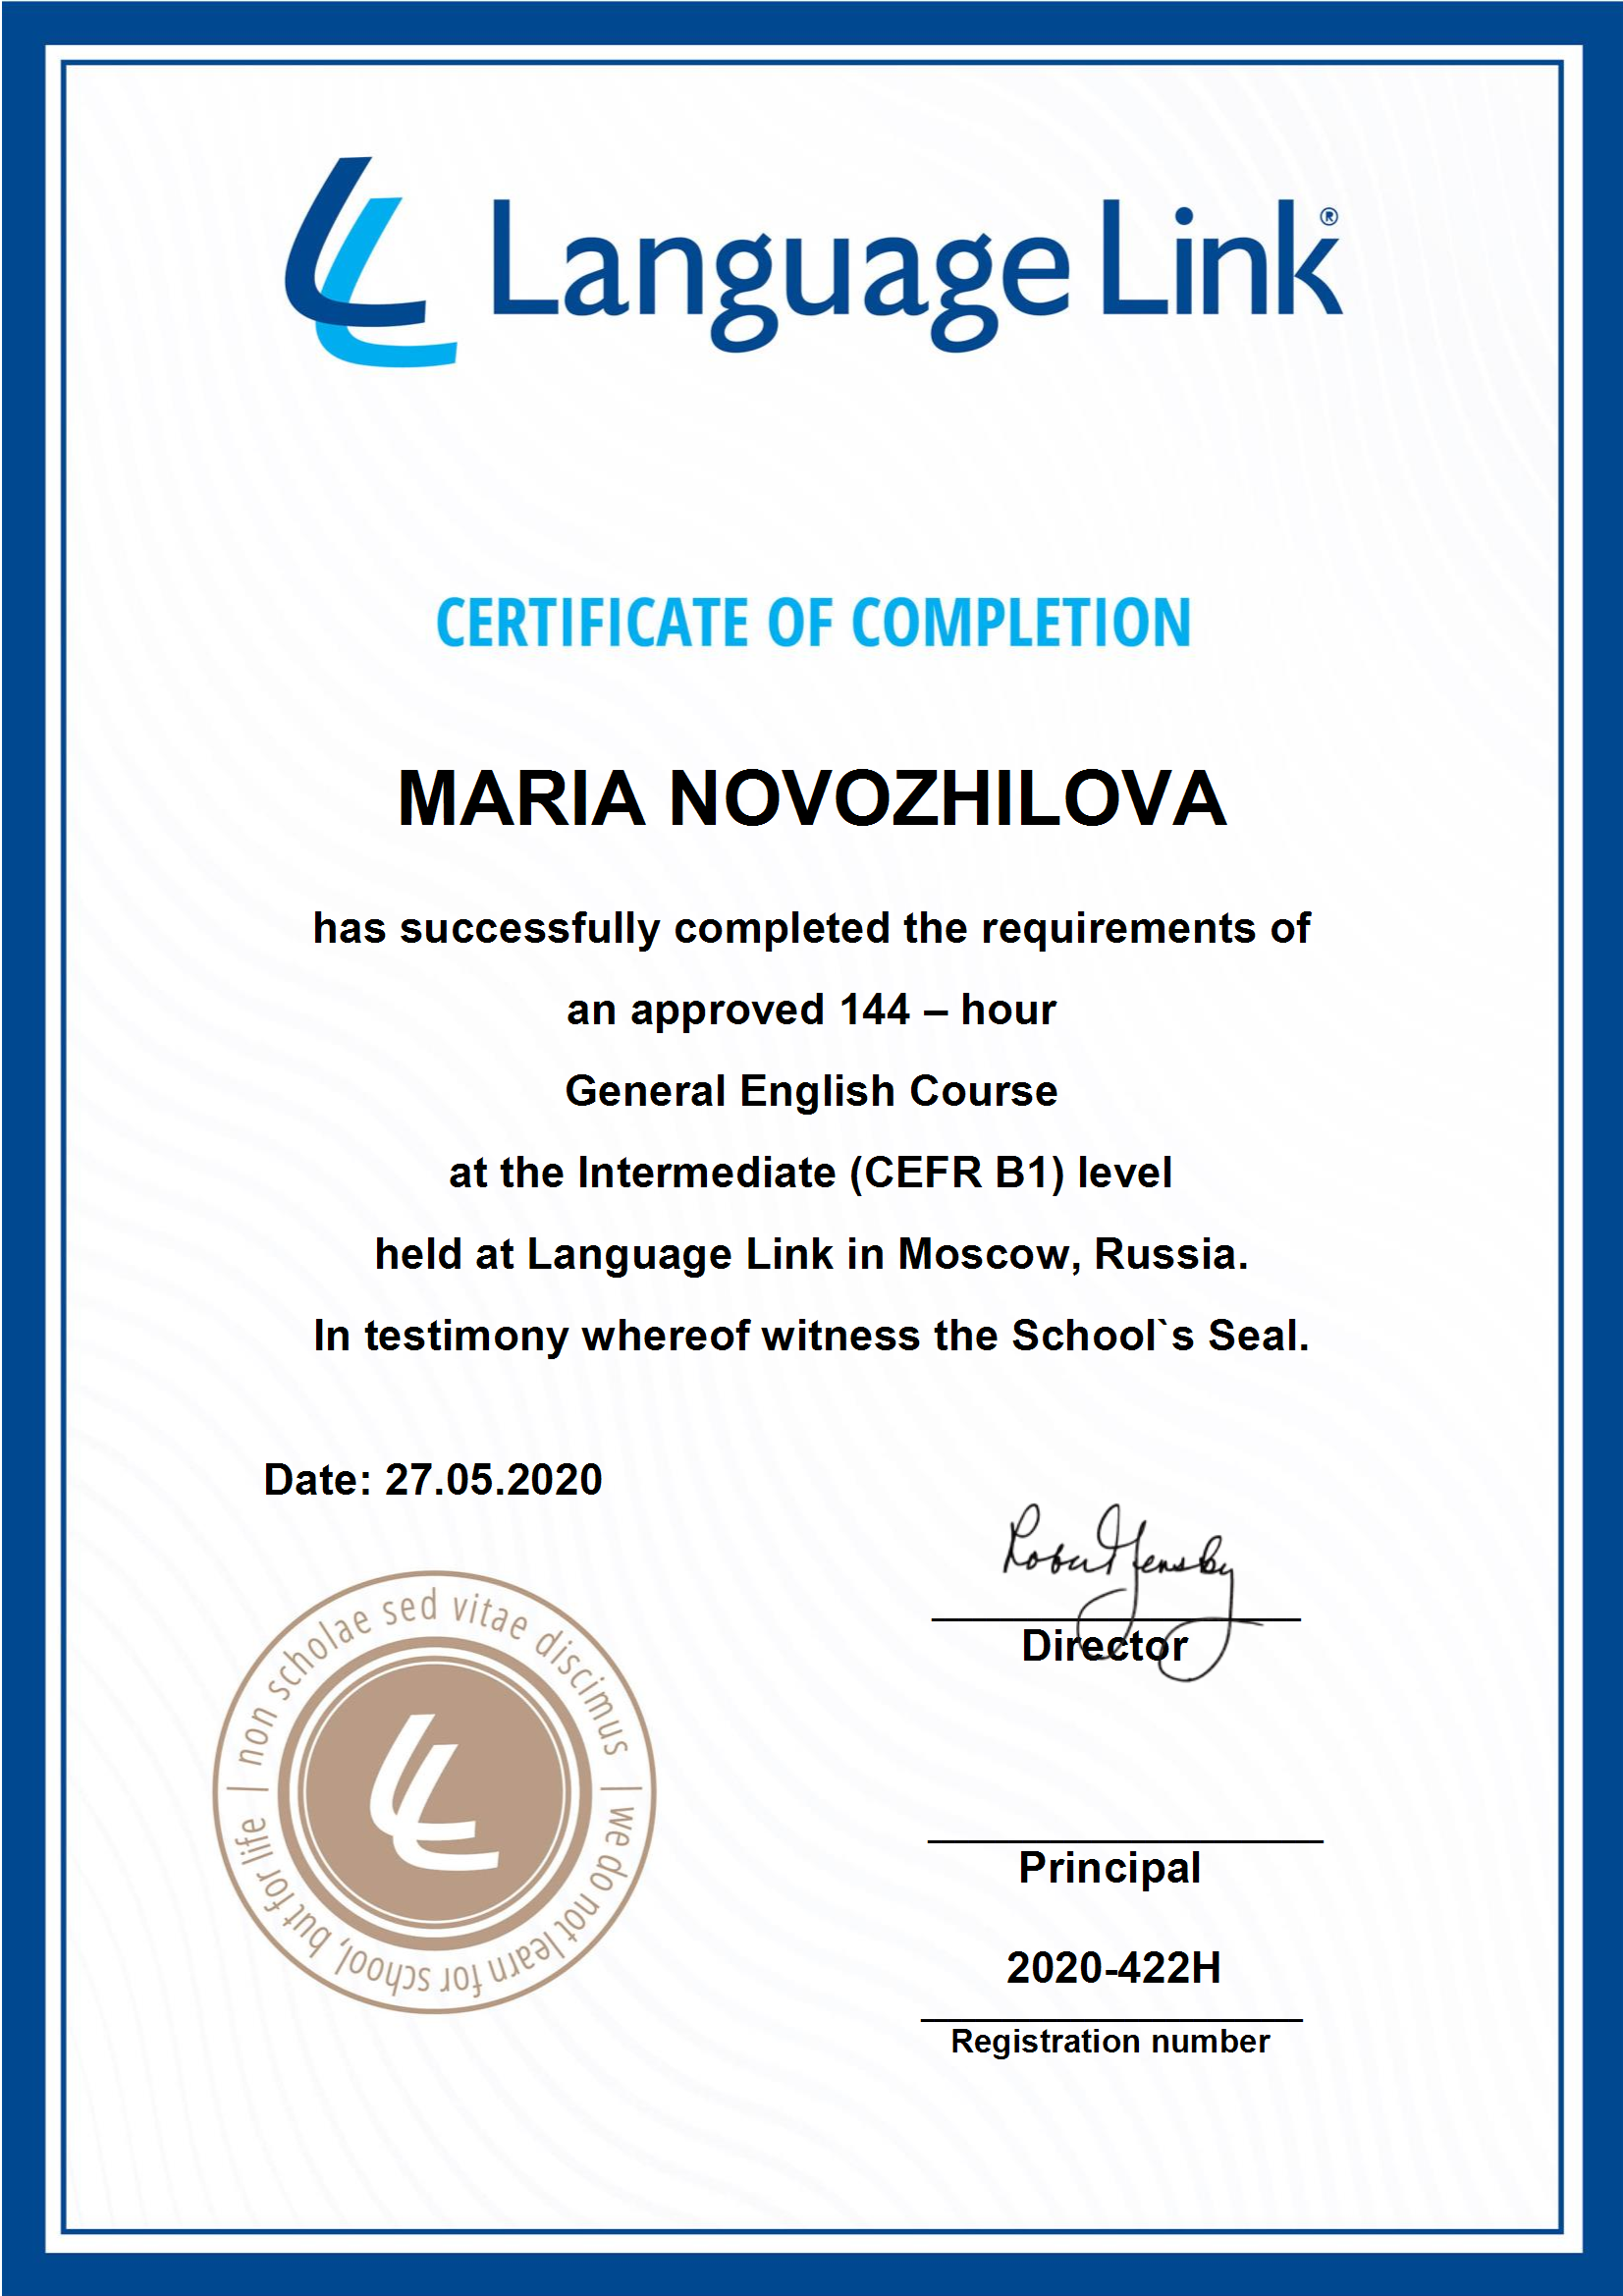 Language Link®
CERTIFICATE OF COMPLETION
MARIA NOVOZHILOVA
has successfully completed the requirements of
an approved 144 – hour
General English Course
at the Intermediate (CEFR B1) level
held at Language Link in Moscow, Russia.
In testimony whereof witness the School`s Seal.
Date: 27.05.2020
Director
non scholae sed vitae discimus | we do not learn for school, but for life |
Principal
2020-422H
Registration number